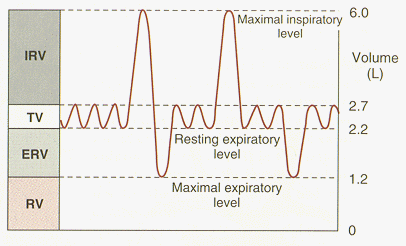 IRV
TV
ERV
RV
Maximal inspiratory
level
Resting expiratory
level
Maximal expiratory
level
6.0
Volume
(L)
2.7
2.2
1.2
0